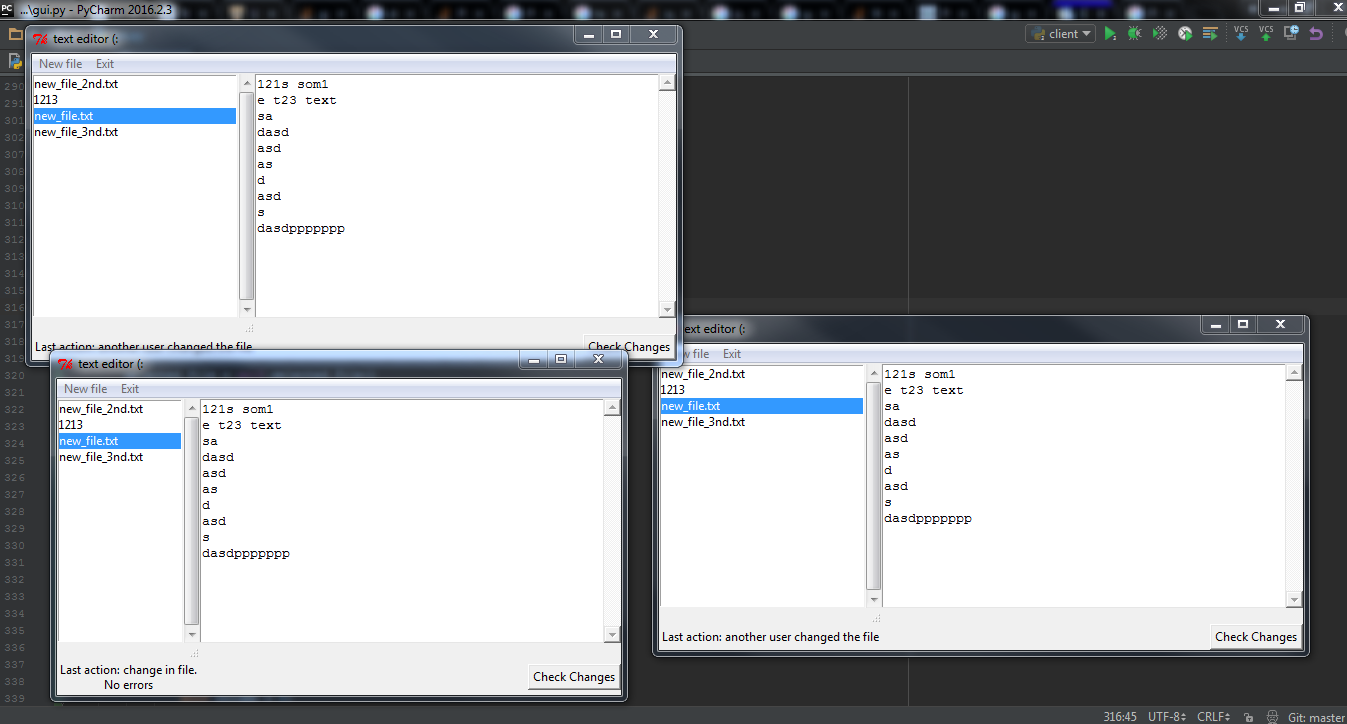 PC ...\gui.py - PyCharm 2016.2.3
client
VCS VCS
290
291
301
302
307
308
309
310
311
312
313
314
315
316
317
318
319
320
321
322
323
324
325
326
327
328
329
330
331
332
333
334
335
336
337
338
339
text editor (:
New file Exit
new_file_2nd.txt
1213
new_file.txt
new_file_3nd.txt
121s som1
e t23 text
sa
dasd
asd
as
d
asd
s
dasdppppppp
Last action: another user changed the file
Check Changes
text editor (:
New file Exit
new_file_2nd.txt
1213
new_file.txt
new_file_3nd.txt
121s som1
e t23 text
sa
dasd
asd
as
d
asd
s
dasdppppppp
Last action: change in file.
No errors
Check Changes
ext editor (:
w file Exit
new_file_2nd.txt
1213
new_file.txt
new_file_3nd.txt
121s som1
e t23 text
sa
dasd
asd
as
d
asd
s
dasdppppppp
Last action: another user changed the file
Check Changes
316:45 UTF-8 CRLF Git: master